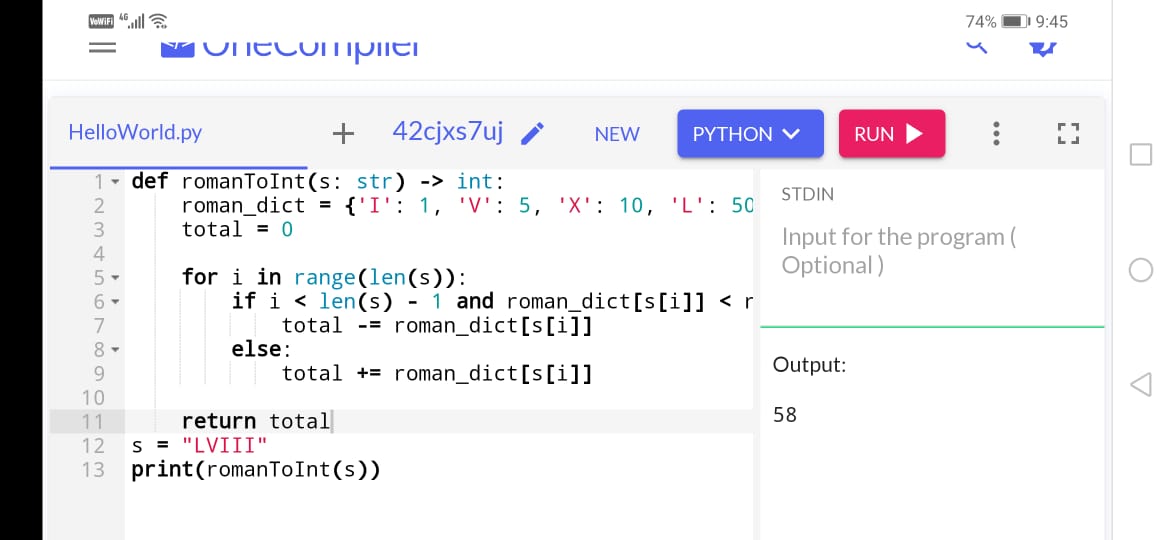 VoWiFi 4G 74% 9:45
OneCompiler
HelloWorld.py + 42cjxs7uj NEW PYTHON RUN
1 def romanToInt(s: str) -> int:
2 roman_dict = {'I': 1, 'V': 5, 'X': 10, 'L': 50
3 total = 0
4
5 for i in range(len(s)):
6 if i < len(s) - 1 and roman_dict[s[i]] < r
7 total -= roman_dict[s[i]]
8 else:
9 total += roman_dict[s[i]]
10
11 return total
12 s = "LVIII"
13 print(romanToInt(s))
STDIN
Input for the program (
Optional )
Output:
58